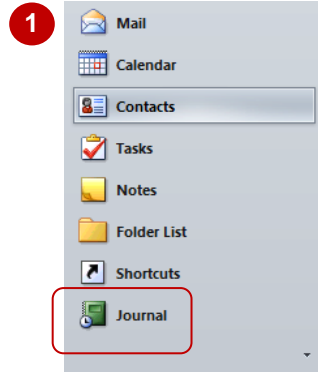 1
Mail
Calendar
Contacts
Tasks
Notes
Folder List
Shortcuts
Journal